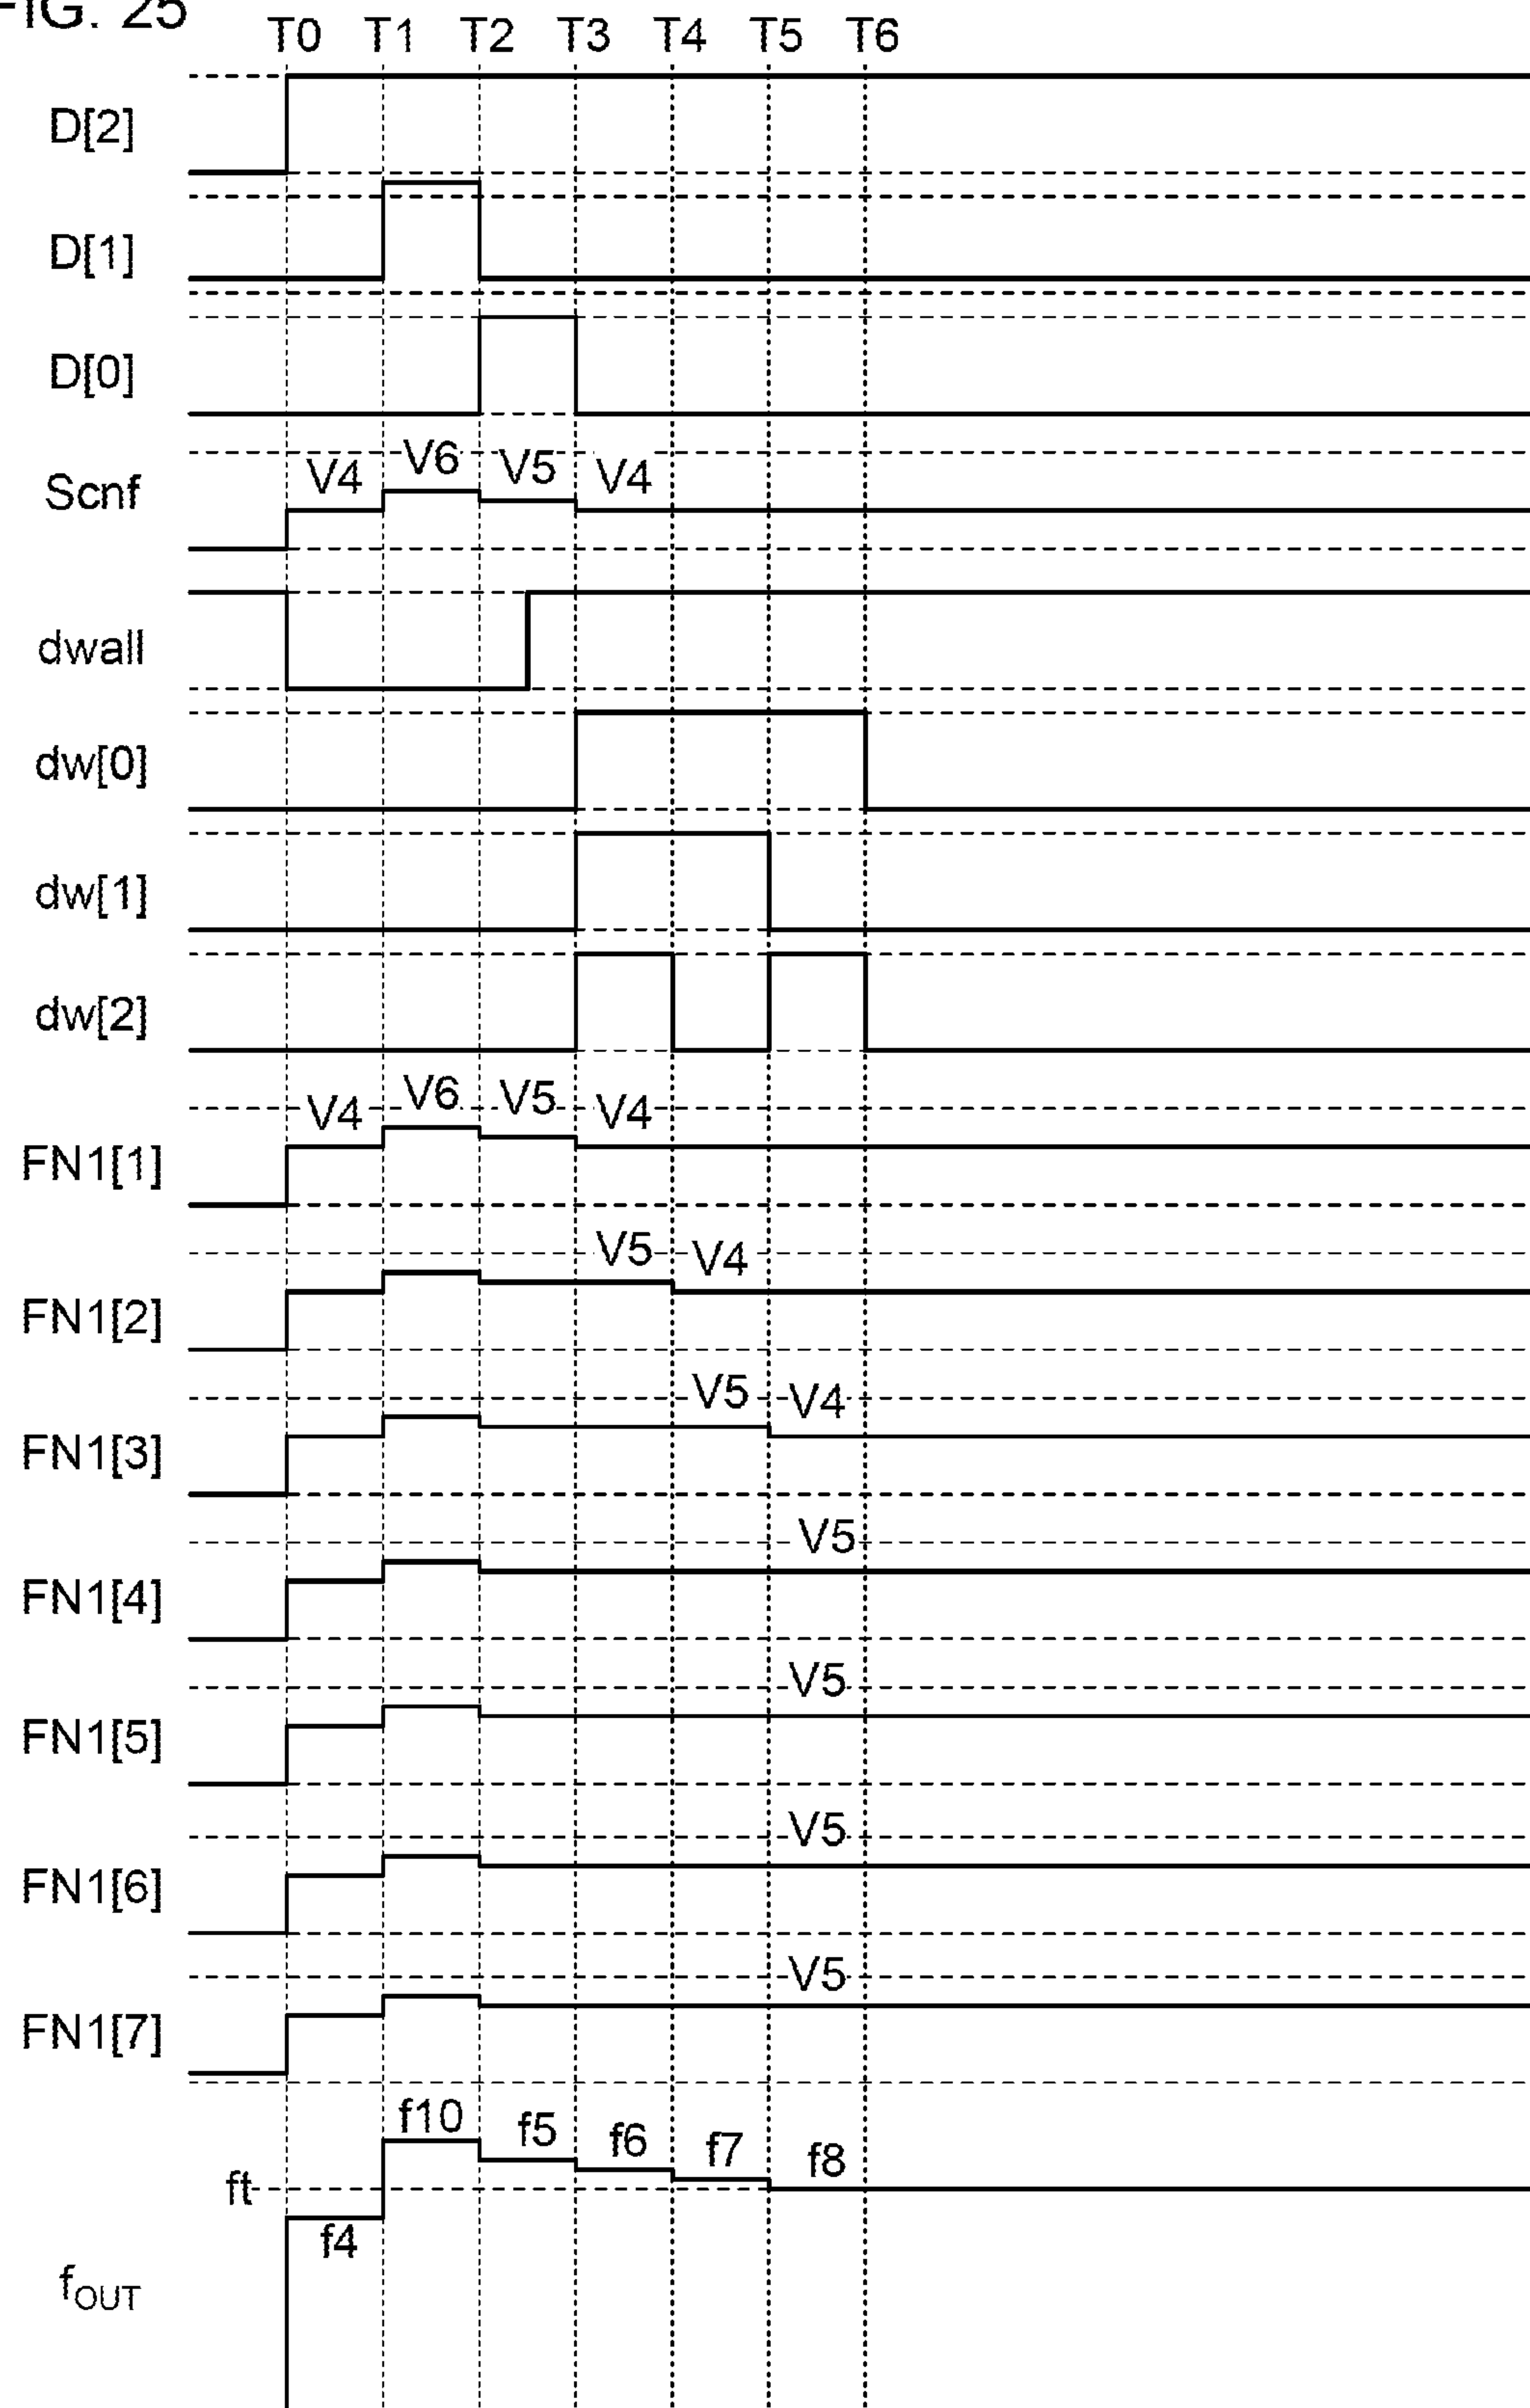 FIG. 25
T0 T1 T2 T3 T4 T5 T6
D[2]
D[1]
D[0]
Scnf V4 V6 V5 V4
dwall
dw[0]
dw[1]
dw[2]
FN1[1] V4 V6 V5 V4
FN1[2] V5 V4
FN1[3] V5 V4
FN1[4] V5
FN1[5] V5
FN1[6] V5
FN1[7] V5
f10 f5 f6 f7 f8
ft
f4
fOUT